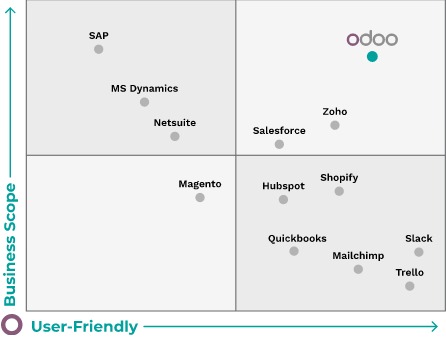 SAP
odoo
MS Dynamics
Zoho
Netsuite
Salesforce
Magento
Shopify
Hubspot
Quickbooks
Slack
Mailchimp
Trello
Business Scope
User-Friendly